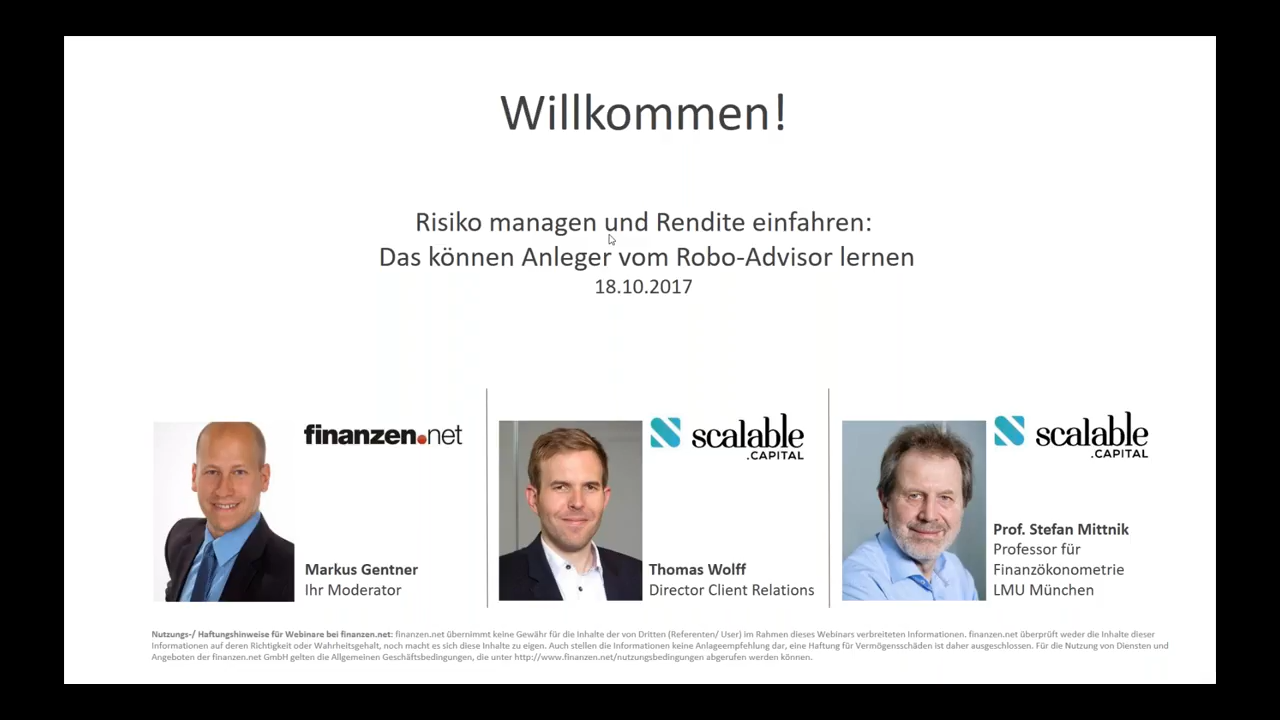 Willkommen!
Risiko managen und Rendite einfahren:
Das können Anleger vom Robo-Advisor lernen
18.10.2017
finanzen.net
Markus Gentner
Ihr Moderator
scalable
.CAPITAL
Thomas Wolff
Director Client Relations
scalable
.CAPITAL
Prof. Stefan Mittnik
Professor für
Finanzökonometrie
LMU München
Nutzungs-/ Haftungshinweise für Webinare bei finanzen.net: finanzen.net übernimmt keine Gewähr für die Inhalte der von Dritten (Referenten/ User) im Rahmen dieses Webinars verbreiteten Informationen. finanzen.net überprüft weder die Inhalte dieser
Informationen auf deren Richtigkeit oder Wahrheitsgehalt, noch macht es sich diese Inhalte zu eigen. Auch stellen die Informationen keine Anlageempfehlung dar, eine Haftung für Vermögensschäden ist daher ausgeschlossen. Für die Nutzung von Diensten und
Angeboten der finanzen.net GmbH gelten die Allgemeinen Geschäftsbedingungen, die unter http://www.finanzen.net/nutzungsbedingungen abgerufen werden können.